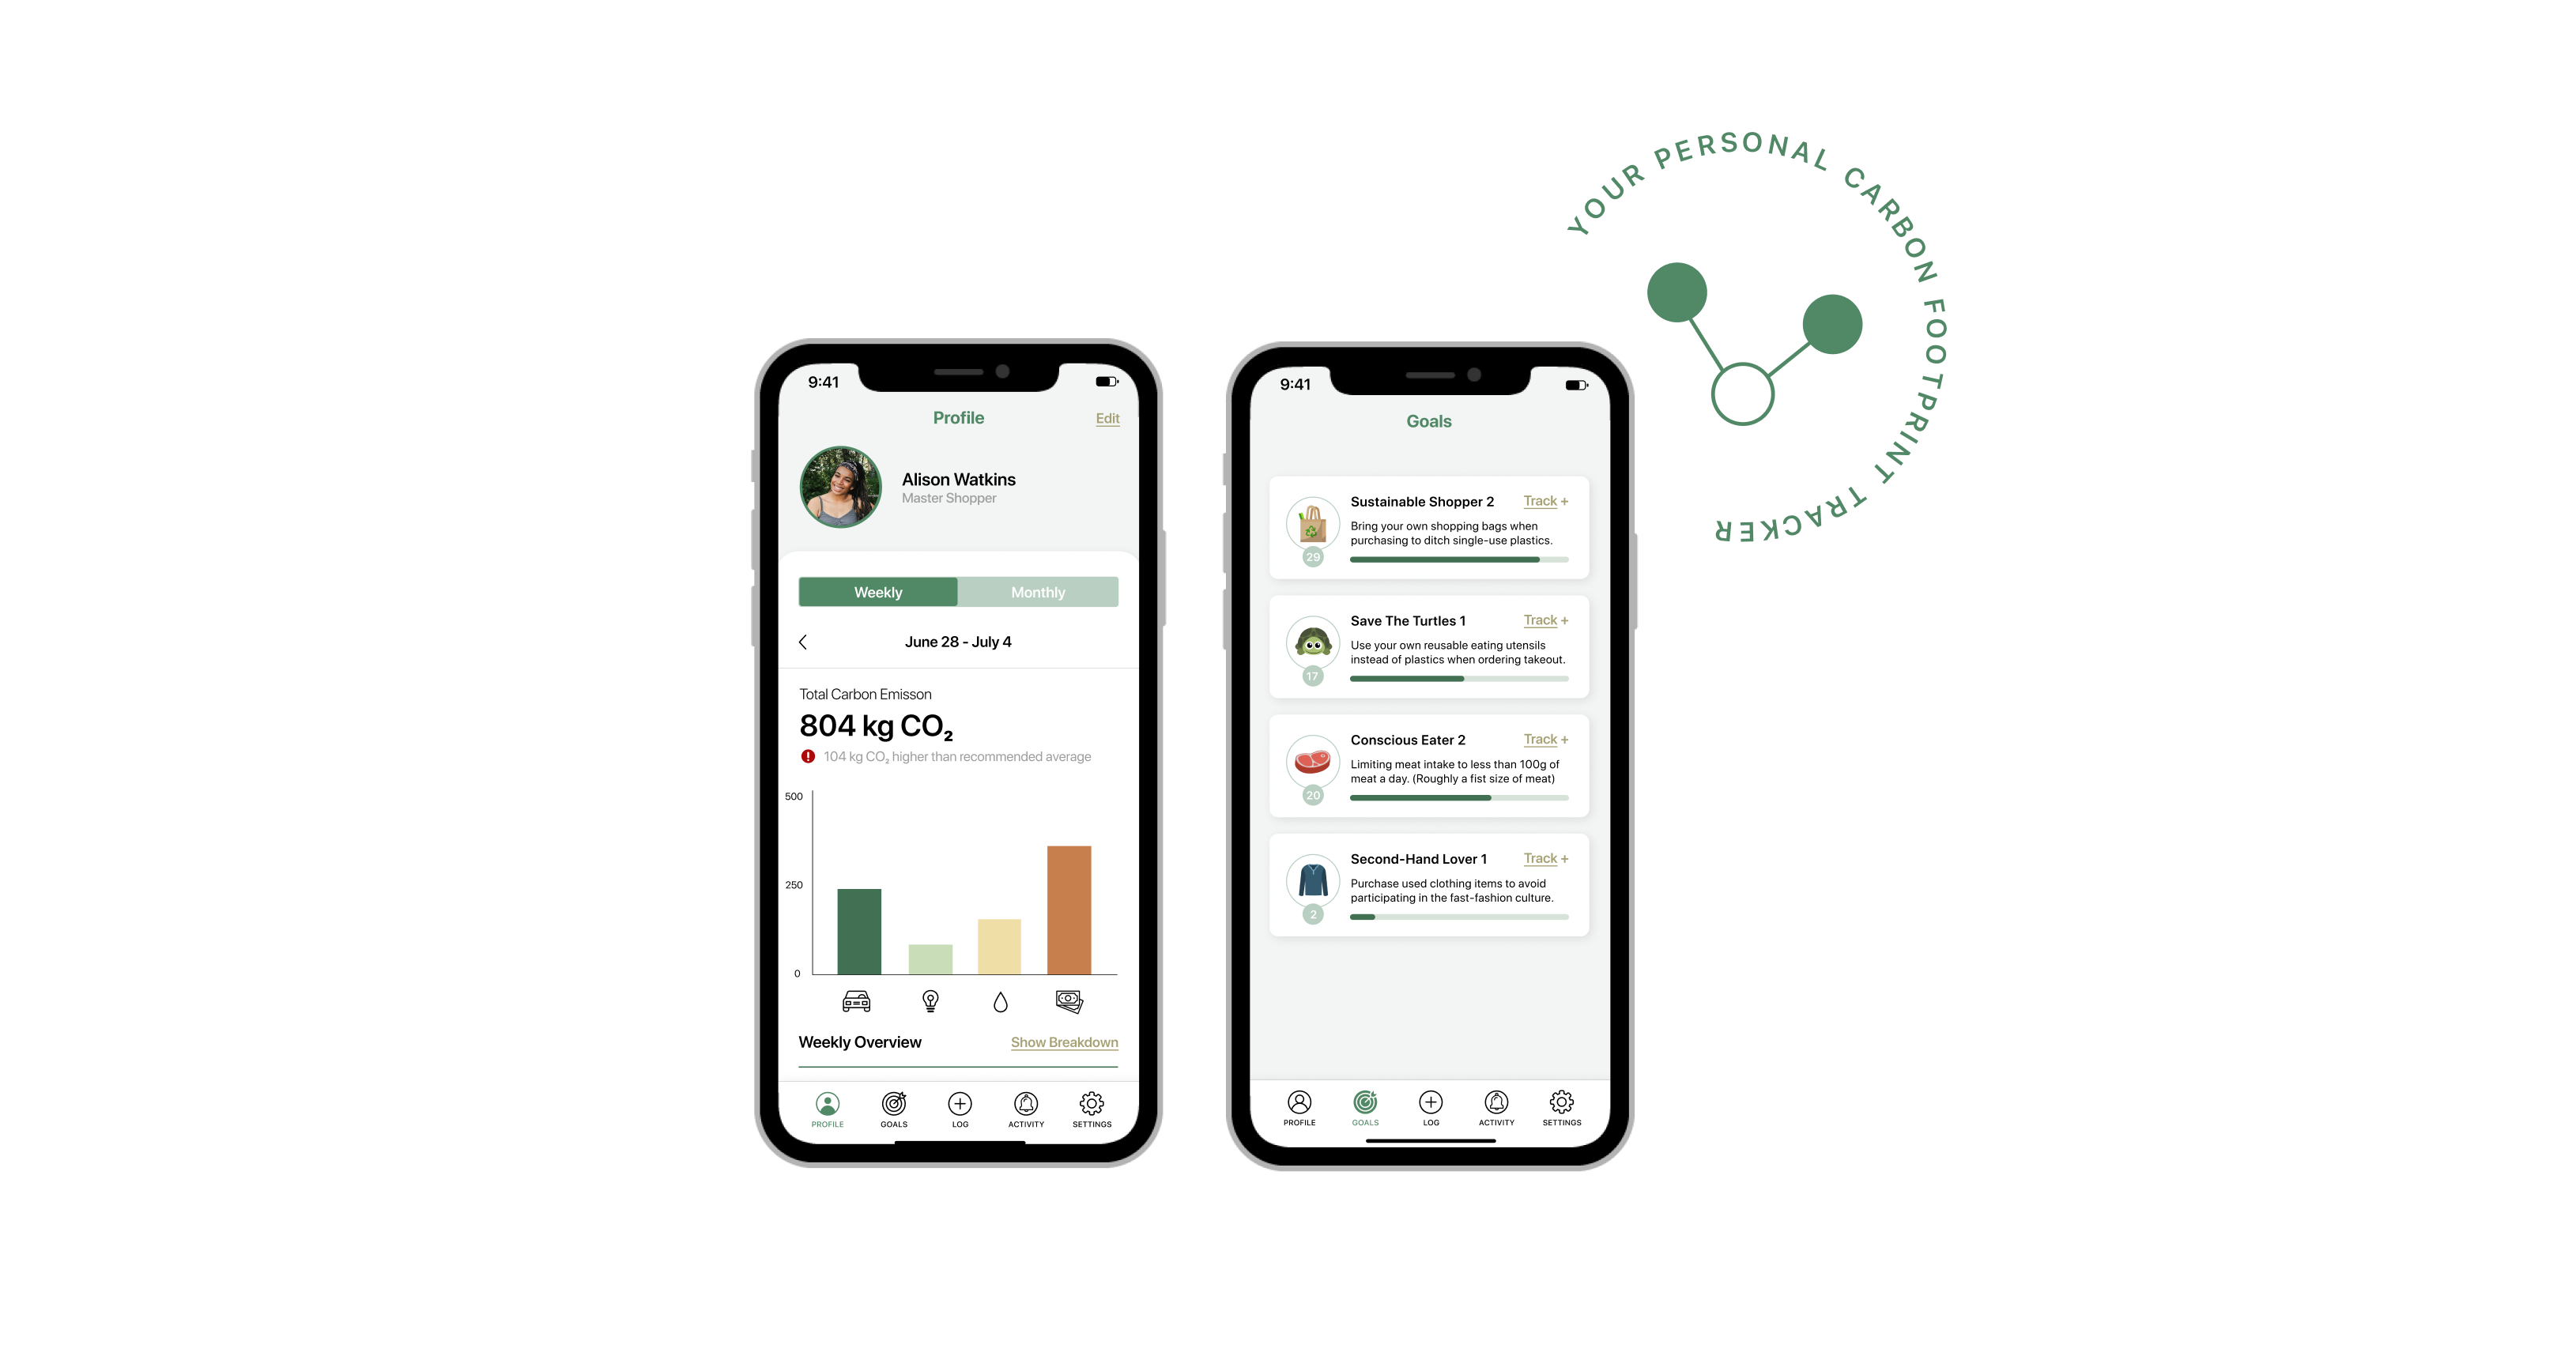 YOUR PERSONAL CARBON FOOTPRINT TRACKER
9:41
Profile
Edit
Alison Watkins
Master Shopper
Weekly
Monthly
June 28 - July 4
Total Carbon Emisson
804 kg CO₂
! 104 kg CO₂ higher than recommended average
500
250
0
Weekly Overview
Show Breakdown
PROFILE
GOALS
LOG
ACTIVITY
SETTINGS
9:41
Goals
Sustainable Shopper 2
Track +
Bring your own shopping bags when
purchasing to ditch single-use plastics.
29
Save The Turtles 1
Track +
Use your own reusable eating utensils
instead of plastics when ordering takeout.
17
Conscious Eater 2
Track +
Limiting meat intake to less than 100g of
meat a day. (Roughly a fist size of meat)
20
Second-Hand Lover 1
Track +
Purchase used clothing items to avoid
participating in the fast-fashion culture.
2
PROFILE
GOALS
LOG
ACTIVITY
SETTINGS